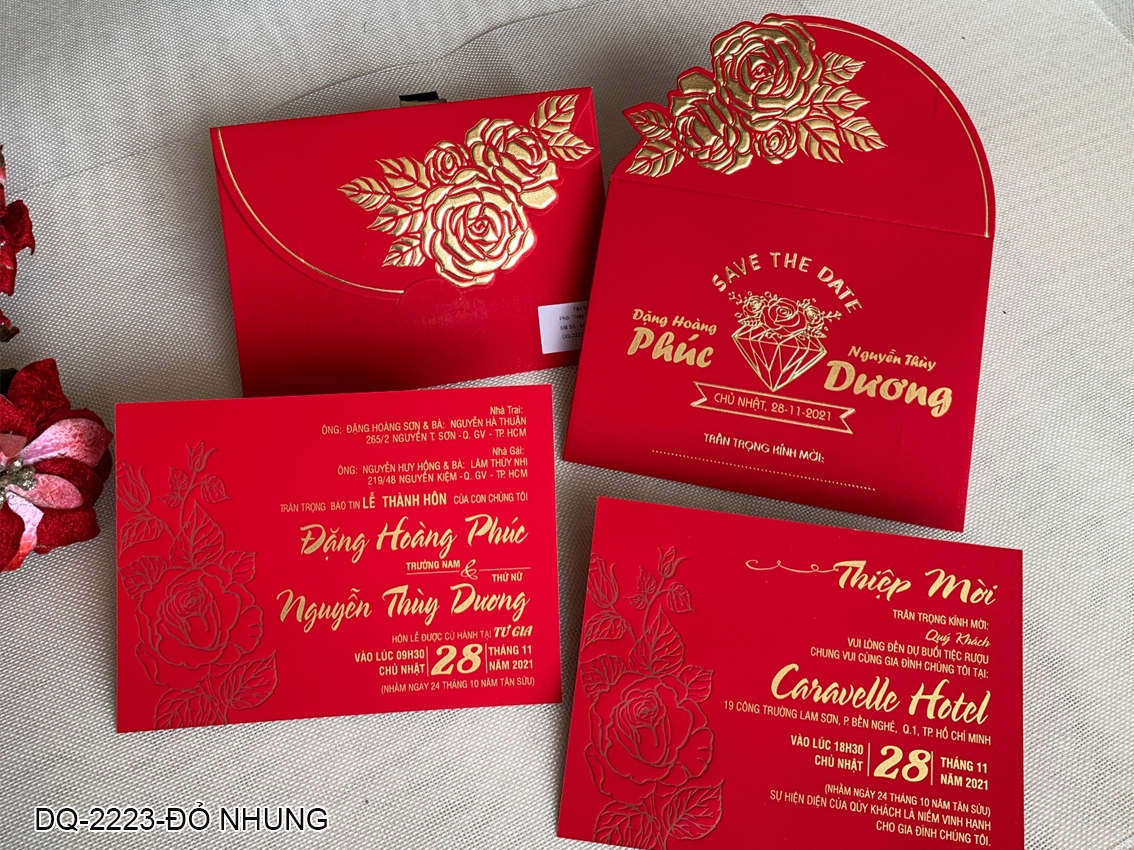 SAVE THE DATE
Đặng Hoàng
Phúc
Nguyễn Thùy
Dương
CHỦ NHẬT, 28-11-2021
TRÂN TRỌNG KÍNH MỜI:
DQ-2223
Nhà Trai:
ÔNG: ĐẶNG HOÀNG SƠN & BÀ: NGUYỄN HÀ THUẬN
265/2 NGUYỄN T. SƠN - Q. GV - TP. HCM
Nhà Gái:
ÔNG: NGUYỄN HUY HỒNG & BÀ: LÂM THÙY NHI
219/48 NGUYỄN KIỆM - Q. GV - TP. HCM
TRÂN TRỌNG BÁO TIN LỄ THÀNH HÔN CỦA CON CHÚNG TÔI
Đặng Hoàng Phúc
TRƯỞNG NAM & THỨ NỮ
Nguyễn Thùy Dương
HÔN LỄ ĐƯỢC CỬ HÀNH TẠI TƯ GIA
VÀO LÚC 09H30
CHỦ NHẬT
28
THÁNG 11
NĂM 2021
(NHẰM NGÀY 24 THÁNG 10 NĂM TÂN SỬU)
Thiệp Mời
TRÂN TRỌNG KÍNH MỜI:
Quý Khách
VUI LÒNG ĐẾN DỰ BUỔI TIỆC RƯỢU
CHUNG VUI CÙNG GIA ĐÌNH CHÚNG TÔI TẠI:
Caravelle Hotel
19 CÔNG TRƯỜNG LAM SƠN, P. BẾN NGHÉ, Q.1, TP. HỒ CHÍ MINH
VÀO LÚC 18H30
CHỦ NHẬT
28
THÁNG 11
NĂM 2021
(NHẰM NGÀY 24 THÁNG 10 NĂM TÂN SỬU)
SỰ HIỆN DIỆN CỦA QÚY KHÁCH LÀ NIỀM VINH HẠNH
CHO GIA ĐÌNH CHÚNG TÔI.
DQ-2223-ĐỎ NHUNG